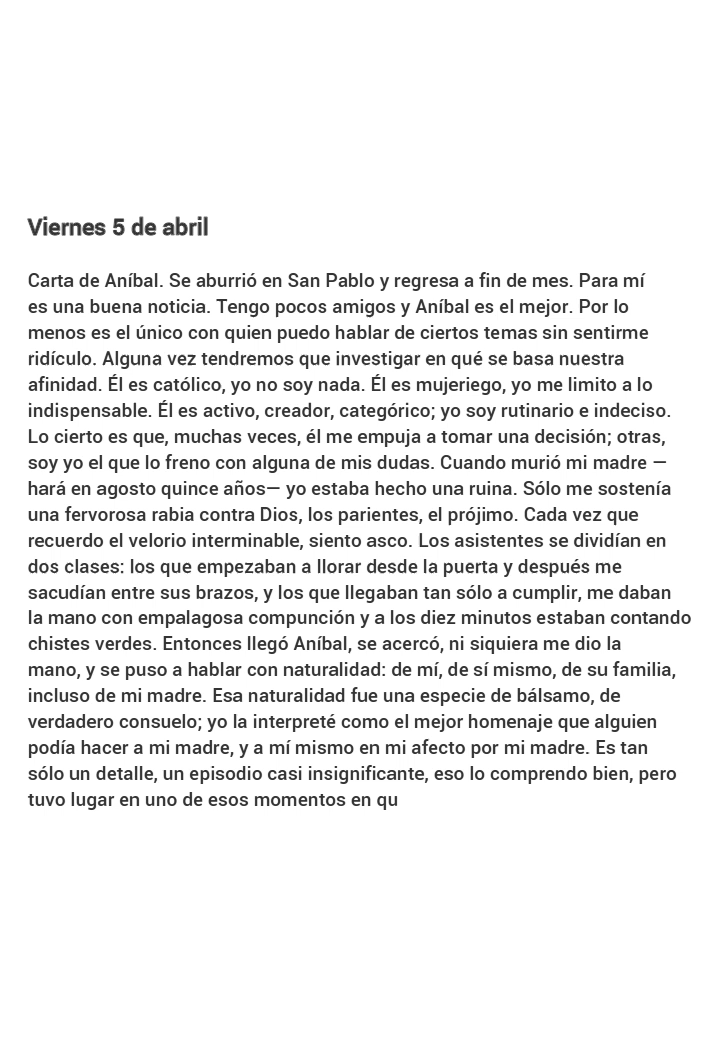 Viernes 5 de abril
Carta de Aníbal. Se aburrió en San Pablo y regresa a fin de mes. Para mí
es una buena noticia. Tengo pocos amigos y Aníbal es el mejor. Por lo
menos es el único con quien puedo hablar de ciertos temas sin sentirme
ridículo. Alguna vez tendremos que investigar en qué se basa nuestra
afinidad. Él es católico, yo no soy nada. Él es mujeriego, yo me limito a lo
indispensable. Él es activo, creador, categórico; yo soy rutinario e indeciso.
Lo cierto es que, muchas veces, él me empuja a tomar una decisión; otras,
soy yo el que lo freno con alguna de mis dudas. Cuando murió mi madre —
hará en agosto quince años— yo estaba hecho una ruina. Sólo me sostenía
una fervorosa rabia contra Dios, los parientes, el prójimo. Cada vez que
recuerdo el velorio interminable, siento asco. Los asistentes se dividían en
dos clases: los que empezaban a llorar desde la puerta y después me
sacudían entre sus brazos, y los que llegaban tan sólo a cumplir, me daban
la mano con empalagosa compunción y a los diez minutos estaban contando
chistes verdes. Entonces llegó Aníbal, se acercó, ni siquiera me dio la
mano, y se puso a hablar con naturalidad: de mí, de sí mismo, de su familia,
incluso de mi madre. Esa naturalidad fue una especie de bálsamo, de
verdadero consuelo; yo la interpreté como el mejor homenaje que alguien
podía hacer a mi madre, y a mí mismo en mi afecto por mi madre. Es tan
sólo un detalle, un episodio casi insignificante, eso lo comprendo bien, pero
tuvo lugar en uno de esos momentos en qu